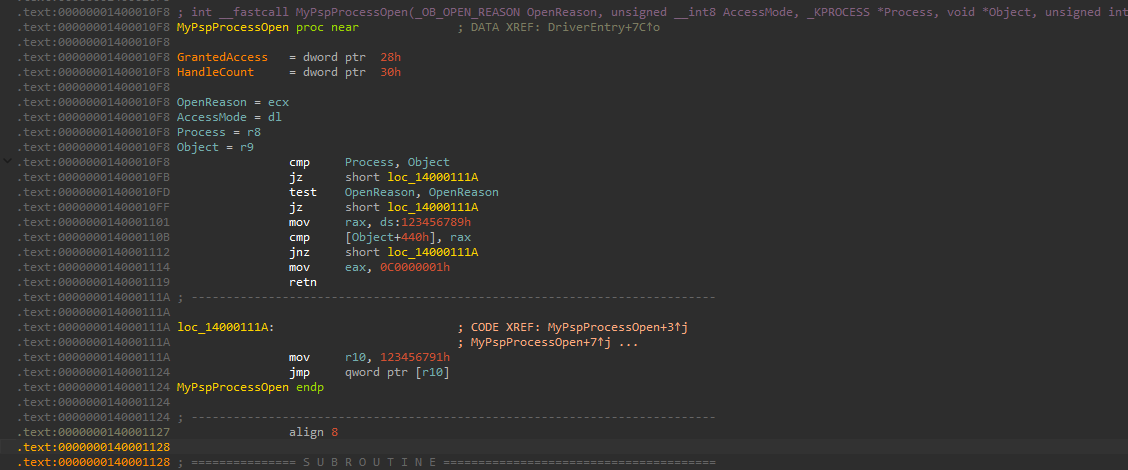 .text:00000001400010F8
.text:00000001400010F8 ; int __fastcall MyPspProcessOpen(_OB_OPEN_REASON OpenReason, unsigned __int8 AccessMode, _KPROCESS *Process, void *Object, unsigned int
.text:00000001400010F8 MyPspProcessOpen proc near ; DATA XREF: DriverEntry+7C↑o
.text:00000001400010F8
.text:00000001400010F8 GrantedAccess = dword ptr 28h
.text:00000001400010F8 HandleCount = dword ptr 30h
.text:00000001400010F8
.text:00000001400010F8 OpenReason = ecx
.text:00000001400010F8 AccessMode = dl
.text:00000001400010F8 Process = r8
.text:00000001400010F8 Object = r9
.text:00000001400010F8 cmp Process, Object
.text:00000001400010FB jz short loc_14000111A
.text:00000001400010FD test OpenReason, OpenReason
.text:00000001400010FF jz short loc_14000111A
.text:0000000140001101 mov rax, ds:123456789h
.text:000000014000110B cmp [Object+440h], rax
.text:0000000140001112 jnz short loc_14000111A
.text:0000000140001114 mov eax, 0C0000001h
.text:0000000140001119 retn
.text:000000014000111A ; ---------------------------------------------------------------------------
.text:000000014000111A
.text:000000014000111A loc_14000111A: ; CODE XREF: MyPspProcessOpen+3↑j
.text:000000014000111A ; MyPspProcessOpen+7↑j ...
.text:000000014000111A mov r10, 123456791h
.text:0000000140001124 jmp qword ptr [r10]
.text:0000000140001124 MyPspProcessOpen endp
.text:0000000140001124
.text:0000000140001124 ; ---------------------------------------------------------------------------
.text:0000000140001127 align 8
.text:0000000140001128
.text:0000000140001128 ; =============== S U B R O U T I N E =======================================